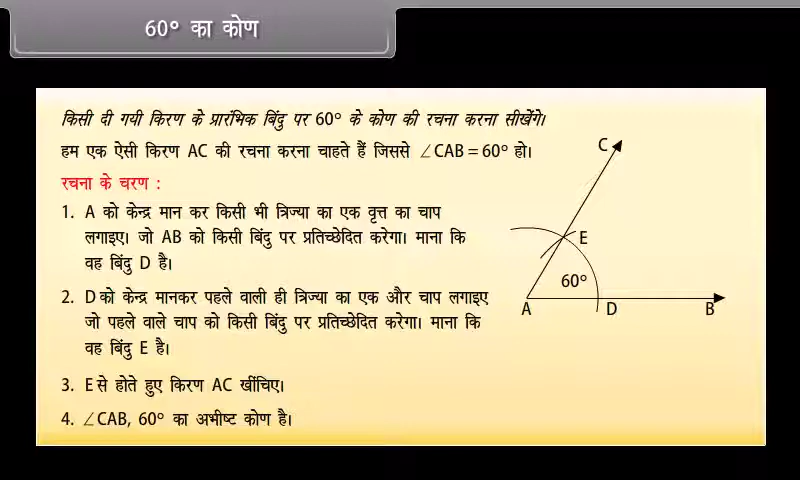 60° का कोण
किसी दी गयी किरण के प्रारंभिक बिंदु पर 60° के कोण की रचना करना सीखेंगे।
हम एक ऐसी किरण AC की रचना करना चाहते हैं जिससे ∠CAB = 60° हो।
रचना के चरण :
1. A को केन्द्र मान कर किसी भी त्रिज्या का एक वृत्त का चाप
लगाइए। जो AB को किसी बिंदु पर प्रतिच्छेदित करेगा। माना कि
वह बिंदु D है।
2. D को केन्द्र मानकर पहले वाली ही त्रिज्या का एक और चाप लगाइए
जो पहले वाले चाप को किसी बिंदु पर प्रतिच्छेदित करेगा। माना कि
वह बिंदु E है।
3. E से होते हुए किरण AC खींचिए।
4. ∠CAB, 60° का अभीष्ट कोण है।
C
E
60°
A D B